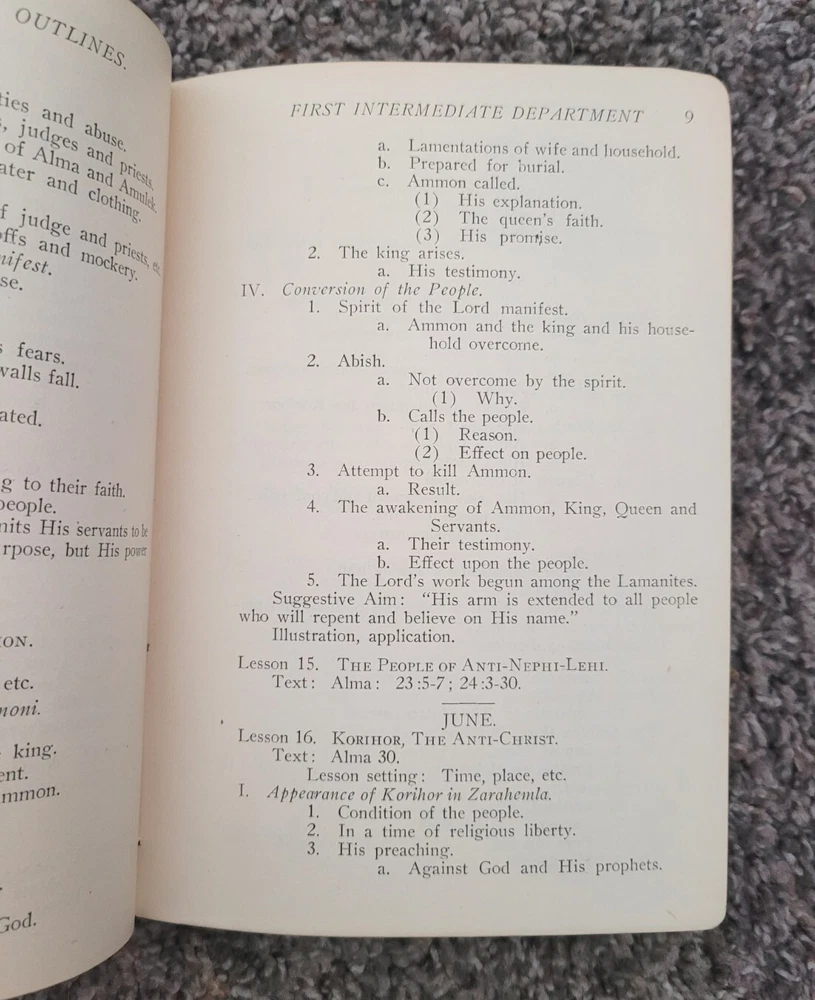 OUTLINES.
ties and abuse.
, judges and priests.
of Alma and Amulek.
ater and clothing.
f judge and priests, etc.
offs and mockery.
nifest.
se.
s fears.
walls fall.
ated.
g to their faith.
people.
mits His servants to be
rpose, but His power
ION.
etc.
noni.
king.
ent.
mmon.
God.
FIRST INTERMEDIATE DEPARTMENT 9
a. Lamentations of wife and household.
b. Prepared for burial.
c. Ammon called.
(1) His explanation.
(2) The queen's faith.
(3) His promise.
2. The king arises.
a. His testimony.
IV. Conversion of the People.
1. Spirit of the Lord manifest.
a. Ammon and the king and his house-
hold overcome.
2. Abish.
a. Not overcome by the spirit.
(1) Why.
b. Calls the people.
(1) Reason.
(2) Effect on people.
3. Attempt to kill Ammon.
a. Result.
4. The awakening of Ammon, King, Queen and
Servants.
a. Their testimony.
b. Effect upon the people.
5. The Lord's work begun among the Lamanites.
Suggestive Aim: "His arm is extended to all people
who will repent and believe on His name."
Illustration, application.
Lesson 15. THE PEOPLE OF ANTI-NEPHI-LEHI.
Text: Alma: 23:5-7; 24:3-30.
JUNE.
Lesson 16. KORIHOR, THE ANTI-CHRIST.
Text: Alma 30.
Lesson setting: Time, place, etc.
I. Appearance of Korihor in Zarahemla.
1. Condition of the people.
2. In a time of religious liberty.
3. His preaching.
a. Against God and His prophets.